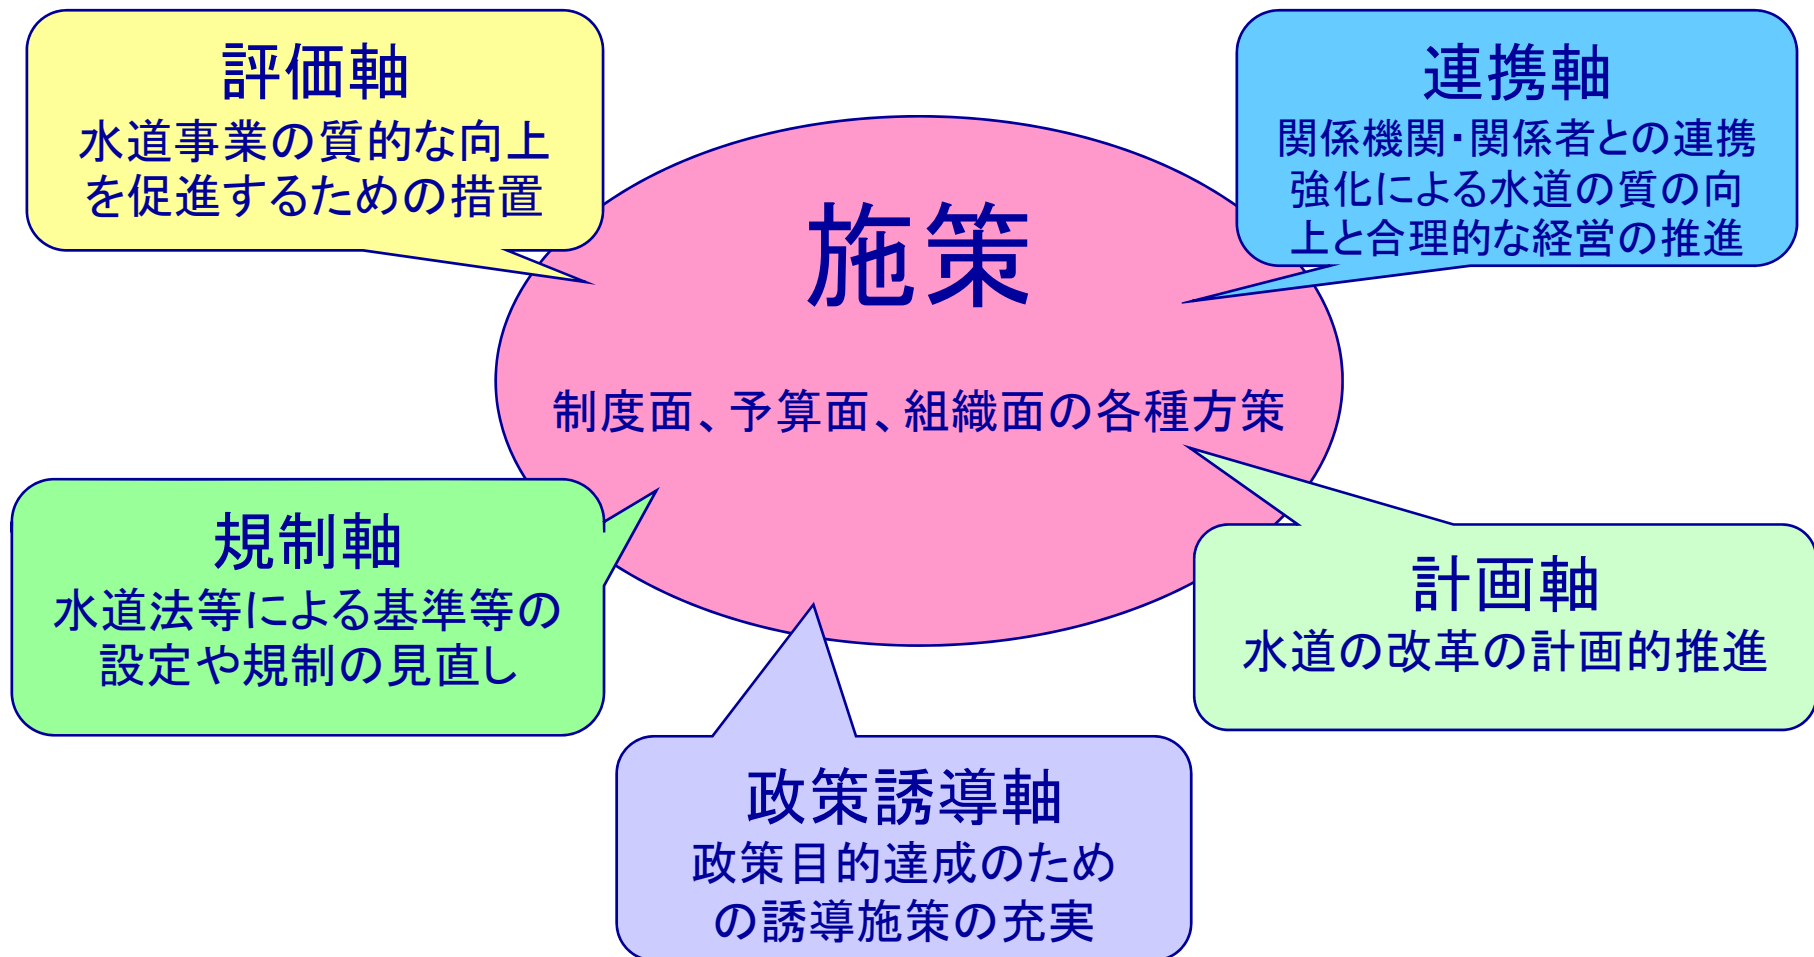 評価軸
水道事業の質的な向上
を促進するための措置
連携軸
関係機関・関係者との連携
強化による水道の質の向
上と合理的な経営の推進
施策
制度面、予算面、組織面の各種方策
規制軸
水道法等による基準等の
設定や規制の見直し
計画軸
水道の改革の計画的推進
政策誘導軸
政策目的達成のため
の誘導施策の充実